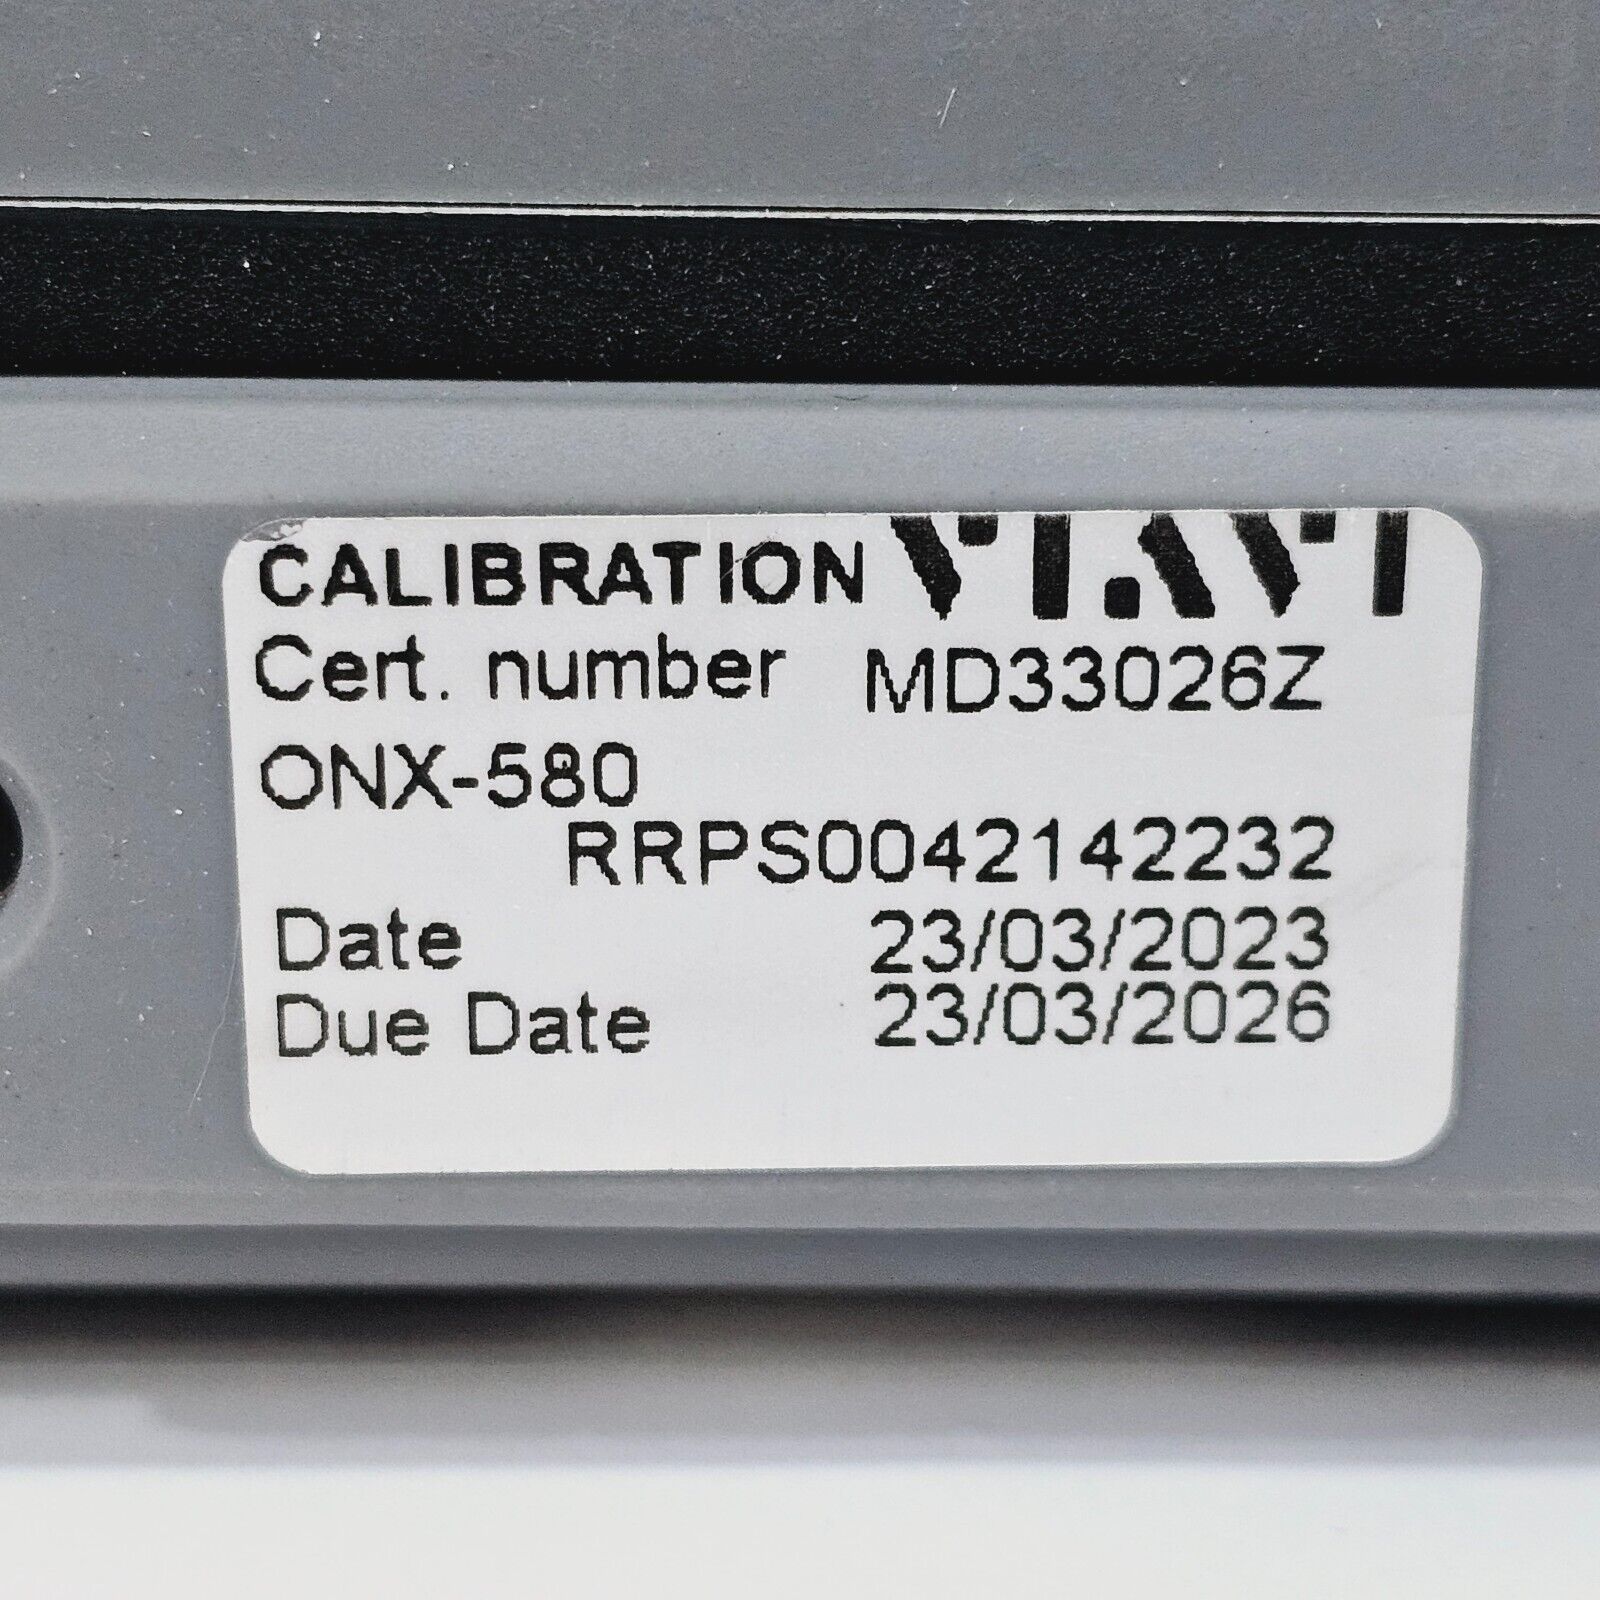 CALIBRATION VIAVI
Cert. number MD33026Z
ONX-580
RRPS0042142232
Date 23/03/2023
Due Date 23/03/2026